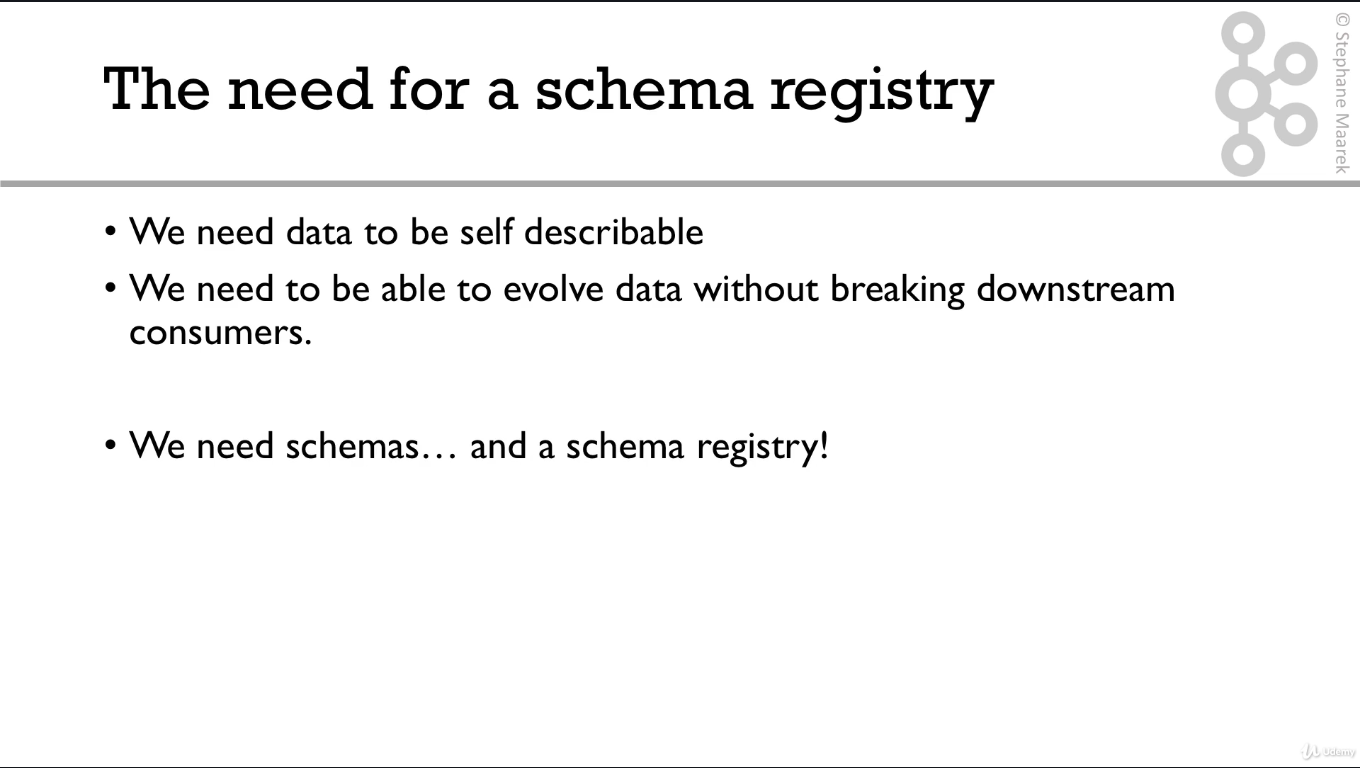 The need for a schema registry
© Stephane Maarek
• We need data to be self describable
• We need to be able to evolve data without breaking downstream
consumers.
• We need schemas… and a schema registry!
Udemy